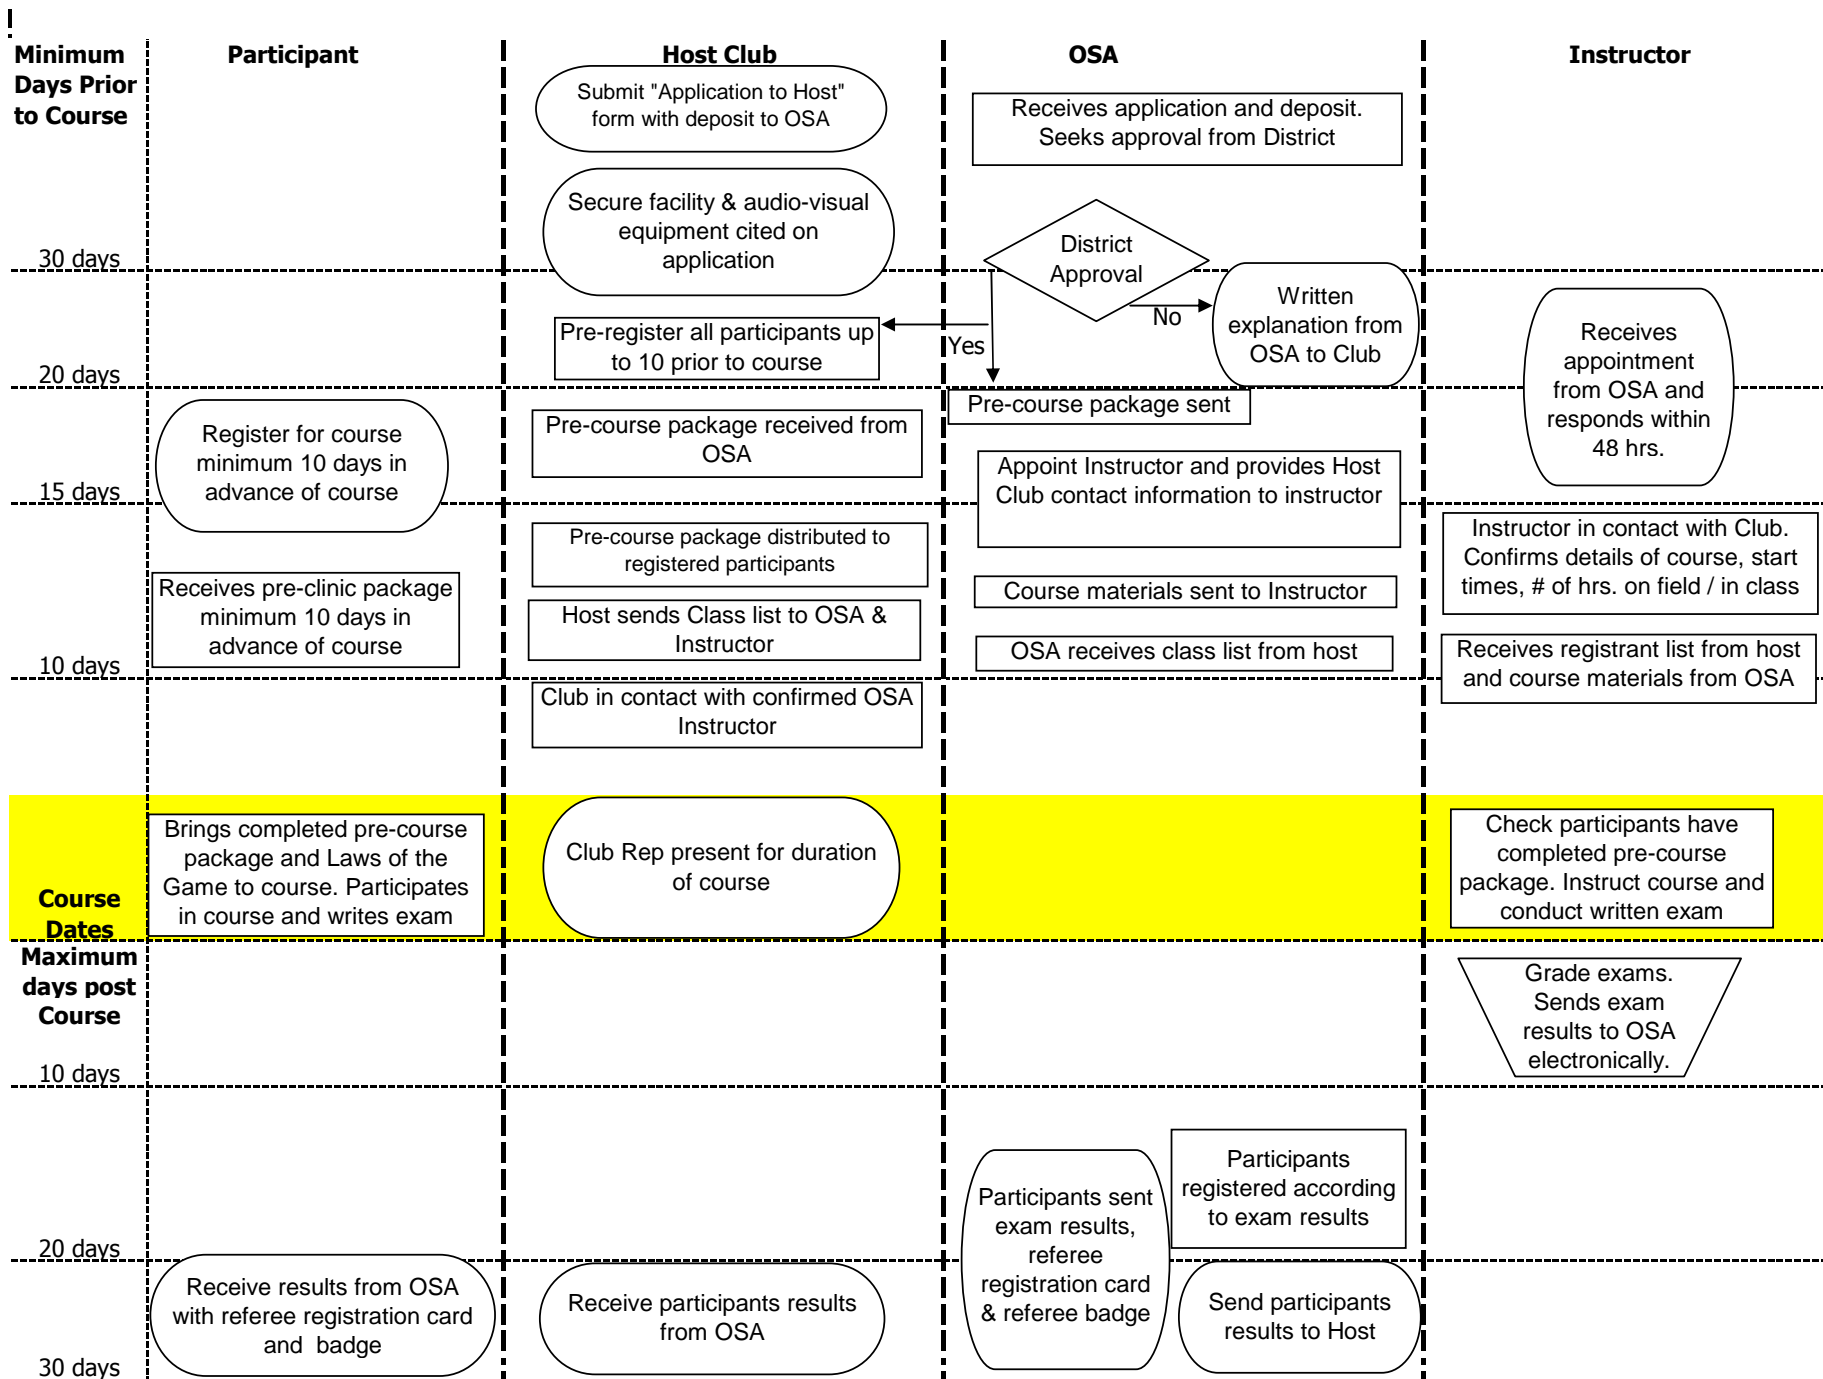 Minimum
Days Prior
to Course
Participant
Host Club
OSA
Instructor
Submit "Application to Host"
form with deposit to OSA
Receives application and deposit.
Seeks approval from District
Secure facility & audio-visual
equipment cited on
application
District
Approval
30 days
Written
explanation from
OSA to Club
No
Yes
Pre-register all participants up
to 10 prior to course
Receives
appointment
from OSA and
responds within
48 hrs.
20 days
Pre-course package sent
Register for course
minimum 10 days in
advance of course
Pre-course package received from
OSA
Appoint Instructor and provides Host
Club contact information to instructor
15 days
Pre-course package distributed to
registered participants
Instructor in contact with Club.
Confirms details of course, start
times, # of hrs. on field / in class
Receives pre-clinic package
minimum 10 days in
advance of course
Course materials sent to Instructor
Host sends Class list to OSA &
Instructor
OSA receives class list from host
Receives registrant list from host
and course materials from OSA
10 days
Club in contact with confirmed OSA
Instructor
Course
Dates
Brings completed pre-course
package and Laws of the
Game to course. Participates
in course and writes exam
Club Rep present for duration
of course
Check participants have
completed pre-course
package. Instruct course and
conduct written exam
Maximum
days post
Course
Grade exams.
Sends exam
results to OSA
electronically.
10 days
Participants sent
exam results,
referee
registration card
& referee badge
Participants
registered according
to exam results
20 days
Receive results from OSA
with referee registration card
and badge
Receive participants results
from OSA
Send participants
results to Host
30 days